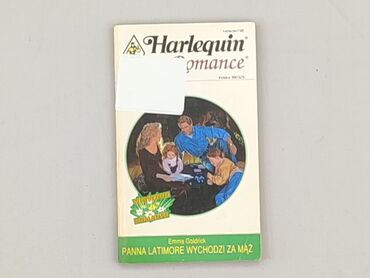 Harlequin
Romance
Emma Goldrick
PANNA LATIMORE WYCHODZI ZA MĄŻ